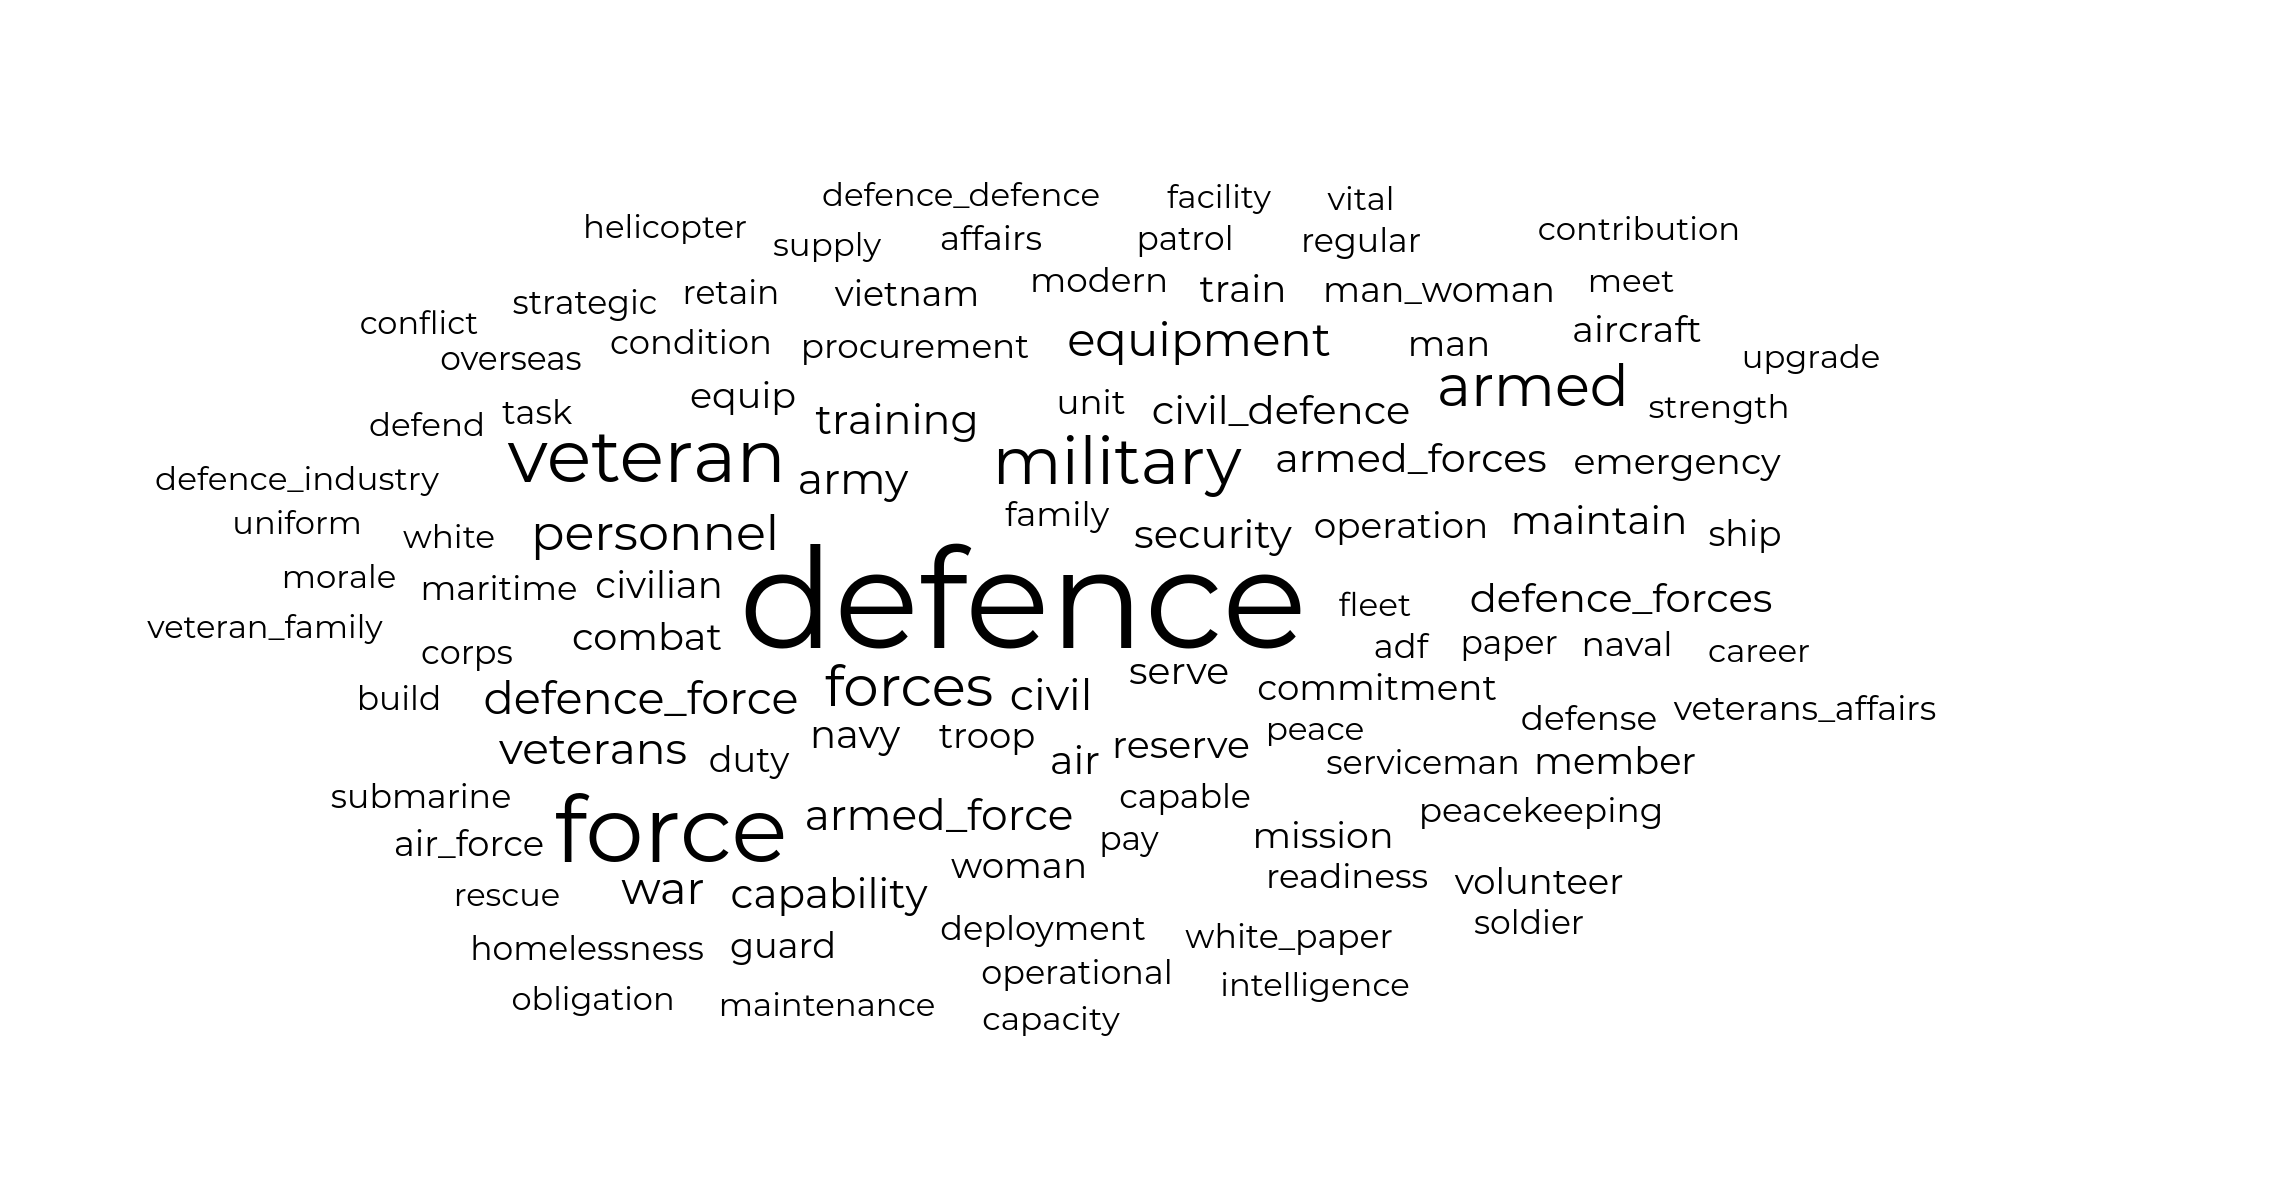 defence_defence facility vital
helicopter supply affairs patrol regular contribution
strategic retain vietnam modern train man_woman meet
conflict overseas condition procurement equipment man aircraft upgrade
defend task equip training unit civil_defence armed strength
defence_industry veteran army military armed_forces emergency
uniform white personnel family security operation maintain ship
morale maritime civilian defence fleet defence_forces
veteran_family corps combat adf paper naval career
build defence_force forces civil serve commitment defense veterans_affairs
veterans duty navy troop air reserve peace serviceman member
submarine air_force force armed_force capable pay mission peacekeeping
rescue war capability woman readiness volunteer
homelessness guard deployment white_paper soldier
obligation maintenance operational intelligence
capacity